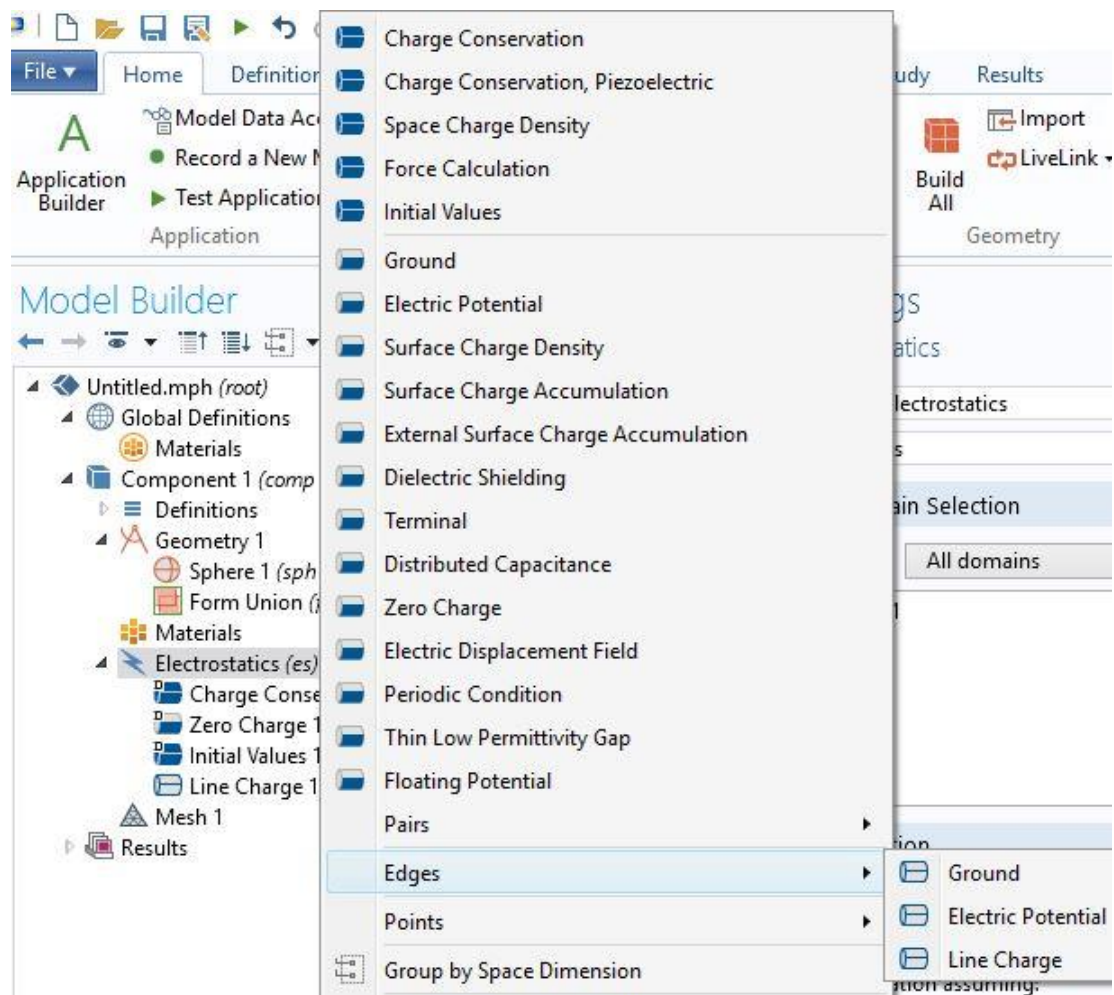 File
Home
Definition
udy
Results
A
Application
Builder
Model Data Acc
Record a New M
Test Application
Application
Build
All
Import
LiveLink
Geometry
Model Builder
Untitled.mph (root)
Global Definitions
Materials
Component 1 (comp
Definitions
Geometry 1
Sphere 1 (sph
Form Union (f
Materials
Electrostatics (es)
Charge Conse
Zero Charge 1
Initial Values 1
Line Charge 1
Mesh 1
Results
Charge Conservation
Charge Conservation, Piezoelectric
Space Charge Density
Force Calculation
Initial Values
Ground
Electric Potential
Surface Charge Density
Surface Charge Accumulation
External Surface Charge Accumulation
Dielectric Shielding
Terminal
Distributed Capacitance
Zero Charge
Electric Displacement Field
Periodic Condition
Thin Low Permittivity Gap
Floating Potential
Pairs
Edges
Points
Group by Space Dimension
gs
atics
lectrostatics
s
ain Selection
All domains
1
Ground
Electric Potential
Line Charge